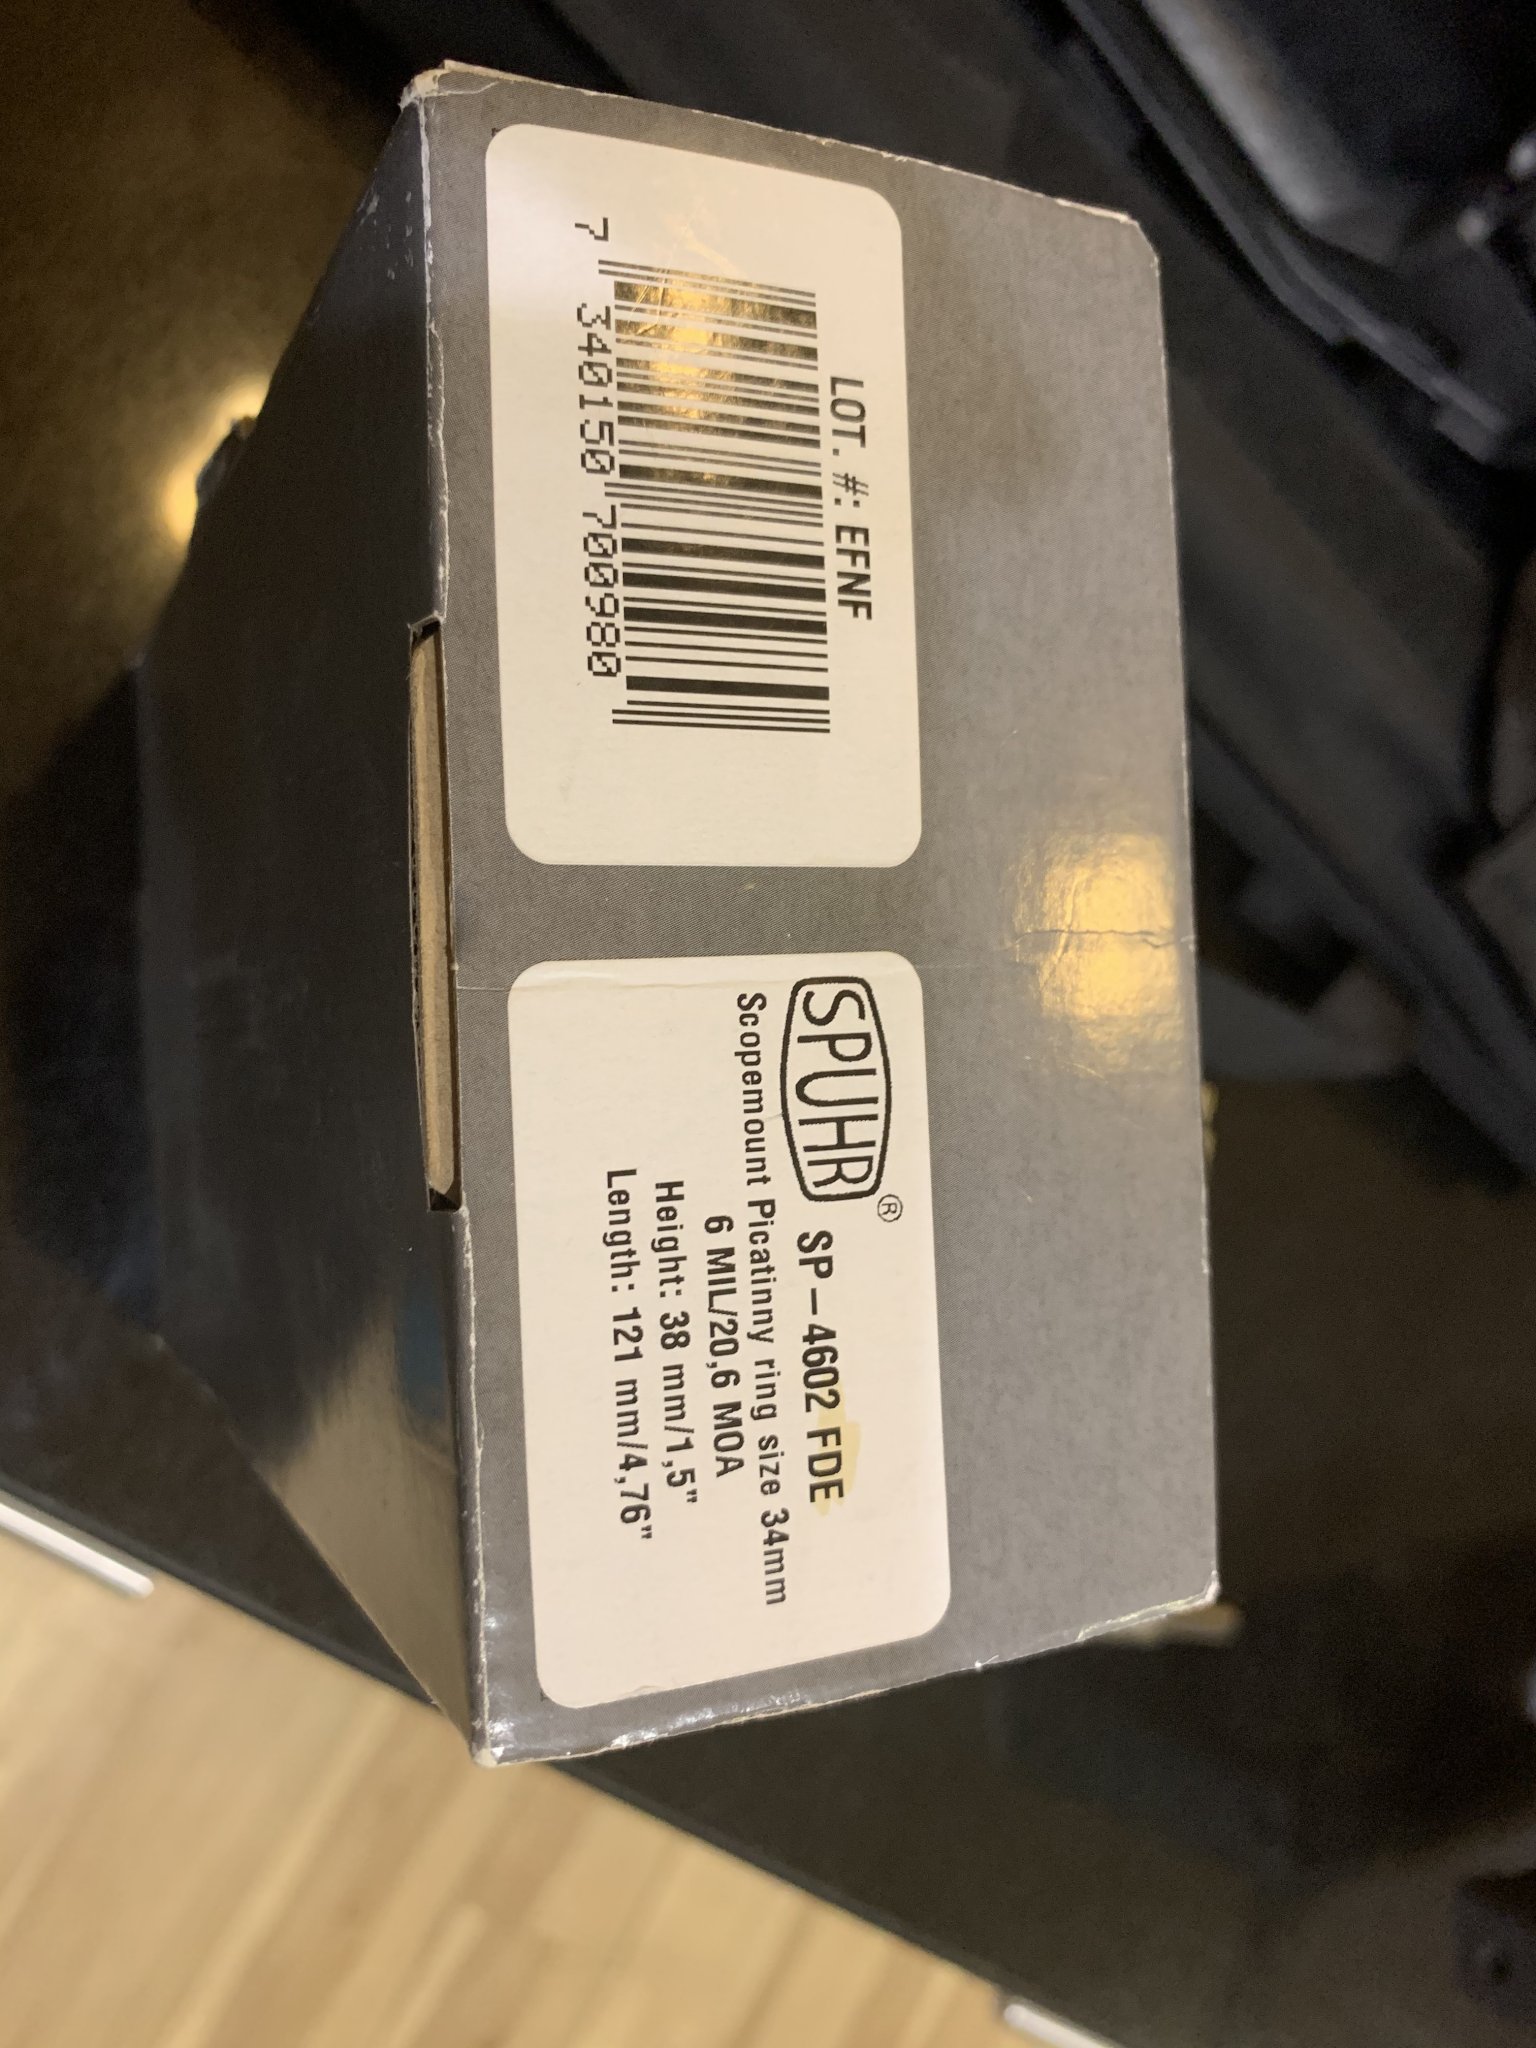 LOT. #: EFNF
7 340150 700980
SPUHR® SP-4602 FDE
Scopemount Picatinny ring size 34mm
6 MIL/20,6 MOA
Height: 38 mm/1,5"
Length: 121 mm/4,76"